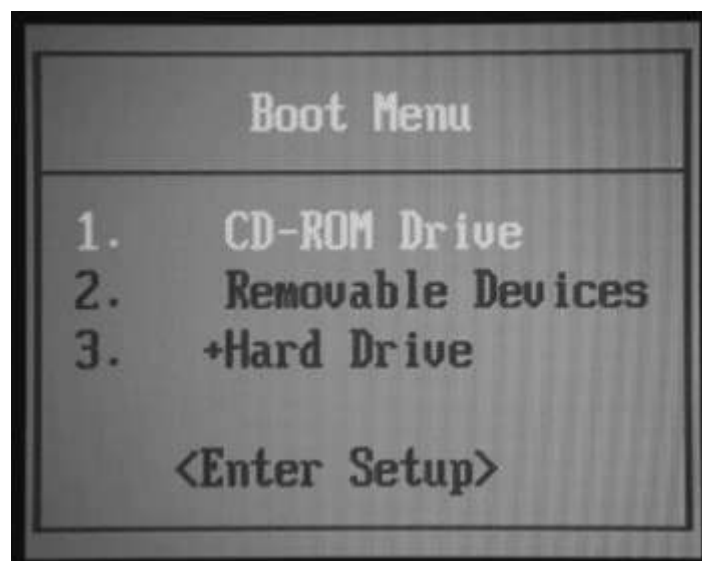 Boot Menu
1. CD-ROM Drive
2. Removable Devices
3. +Hard Drive
<Enter Setup>